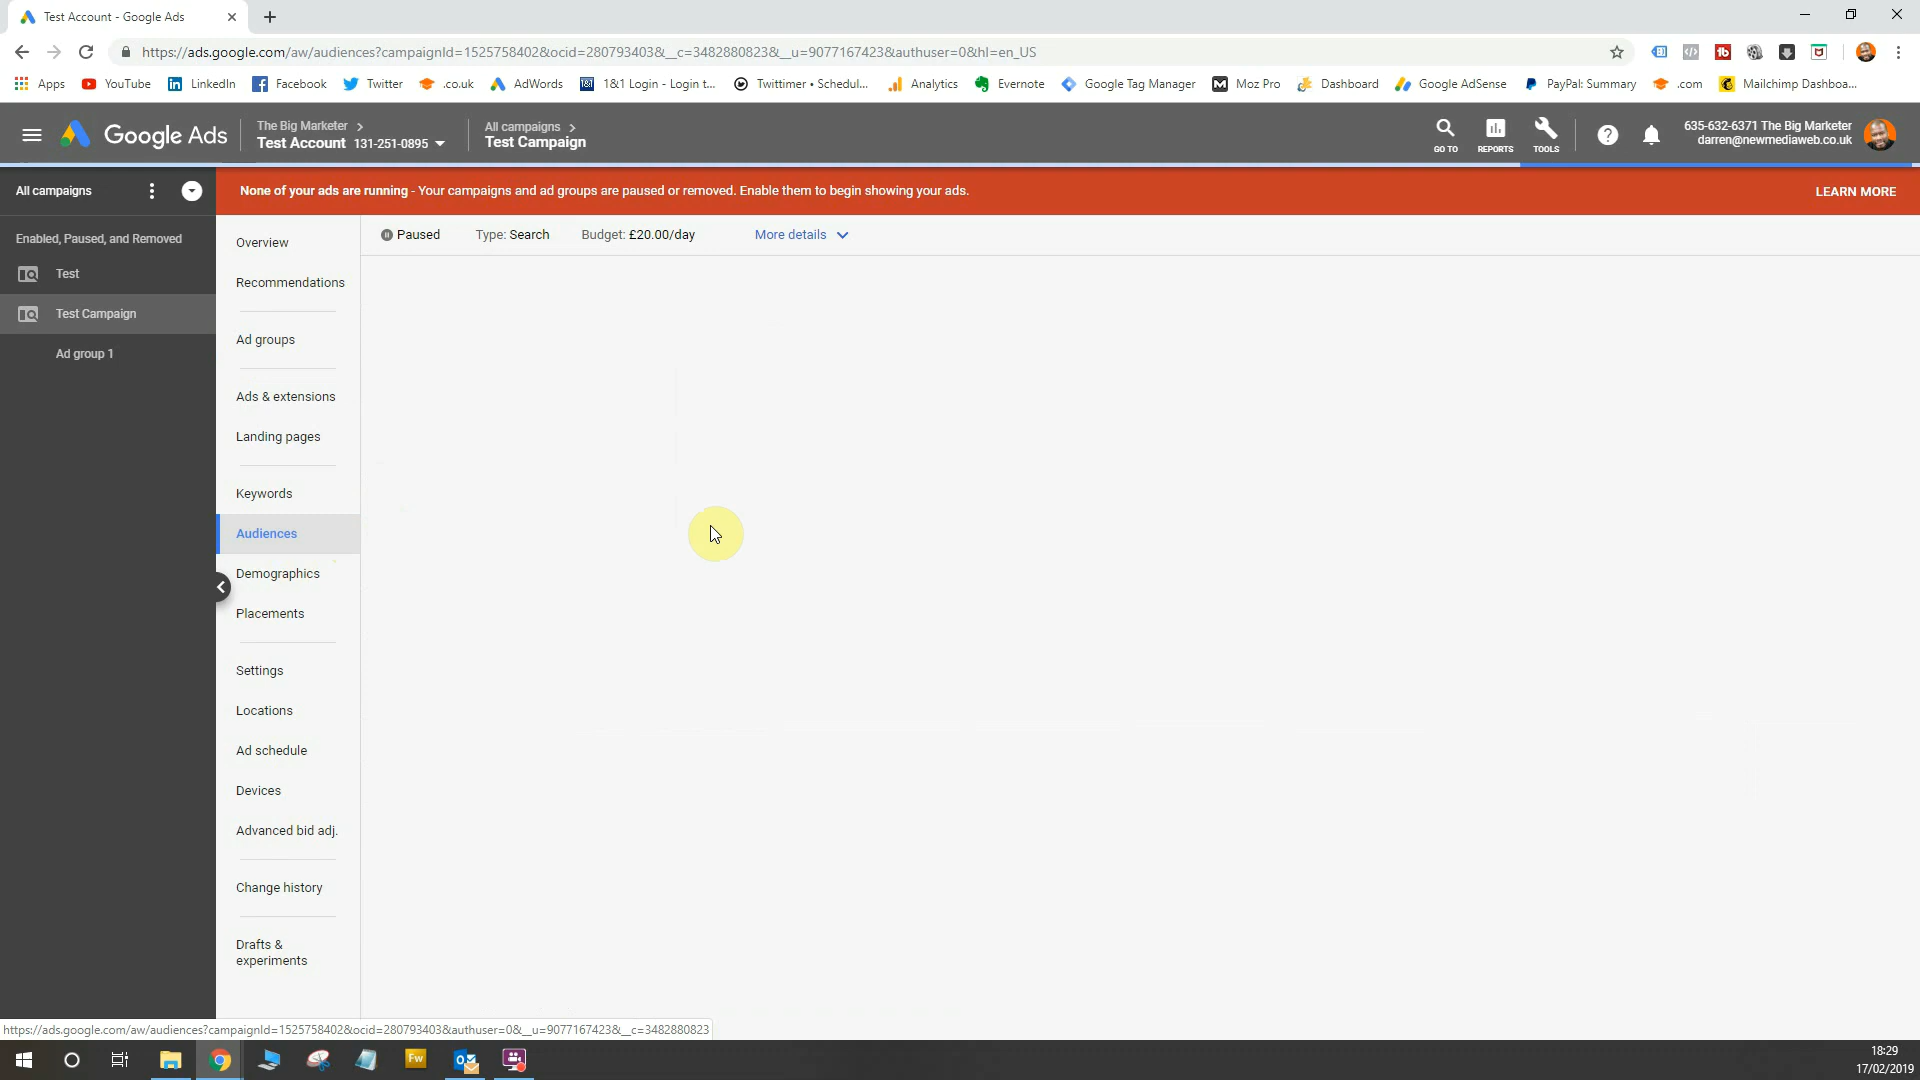 Test Account - Google Ads
https://ads.google.com/aw/audiences?campaignId=1525758402&ocid=280793403&__c=3482880823&__u=9077167423&authuser=0&hl=en_US
Apps YouTube LinkedIn Facebook Twitter .co.uk AdWords 1&1 Login - Login t... Twittimer • Schedul... Analytics Evernote Google Tag Manager Moz Pro Dashboard Google AdSense PayPal: Summary .com Mailchimp Dashboa...
Google Ads
The Big Marketer >
Test Account 131-251-0895
All campaigns >
Test Campaign
GO TO
REPORTS
TOOLS
635-632-6371 The Big Marketer
darren@newmediaweb.co.uk
All campaigns
None of your ads are running - Your campaigns and ad groups are paused or removed. Enable them to begin showing your ads.
LEARN MORE
Enabled, Paused, and Removed
Test
Test Campaign
Ad group 1
Overview
Recommendations
Ad groups
Ads & extensions
Landing pages
Keywords
Audiences
Demographics
Placements
Settings
Locations
Ad schedule
Devices
Advanced bid adj.
Change history
Drafts &
experiments
Paused Type: Search Budget: £20.00/day More details
https://ads.google.com/aw/audiences?campaignId=1525758402&ocid=280793403&authuser=0&__u=9077167423&__c=3482880823
Fw
18:29
17/02/2019